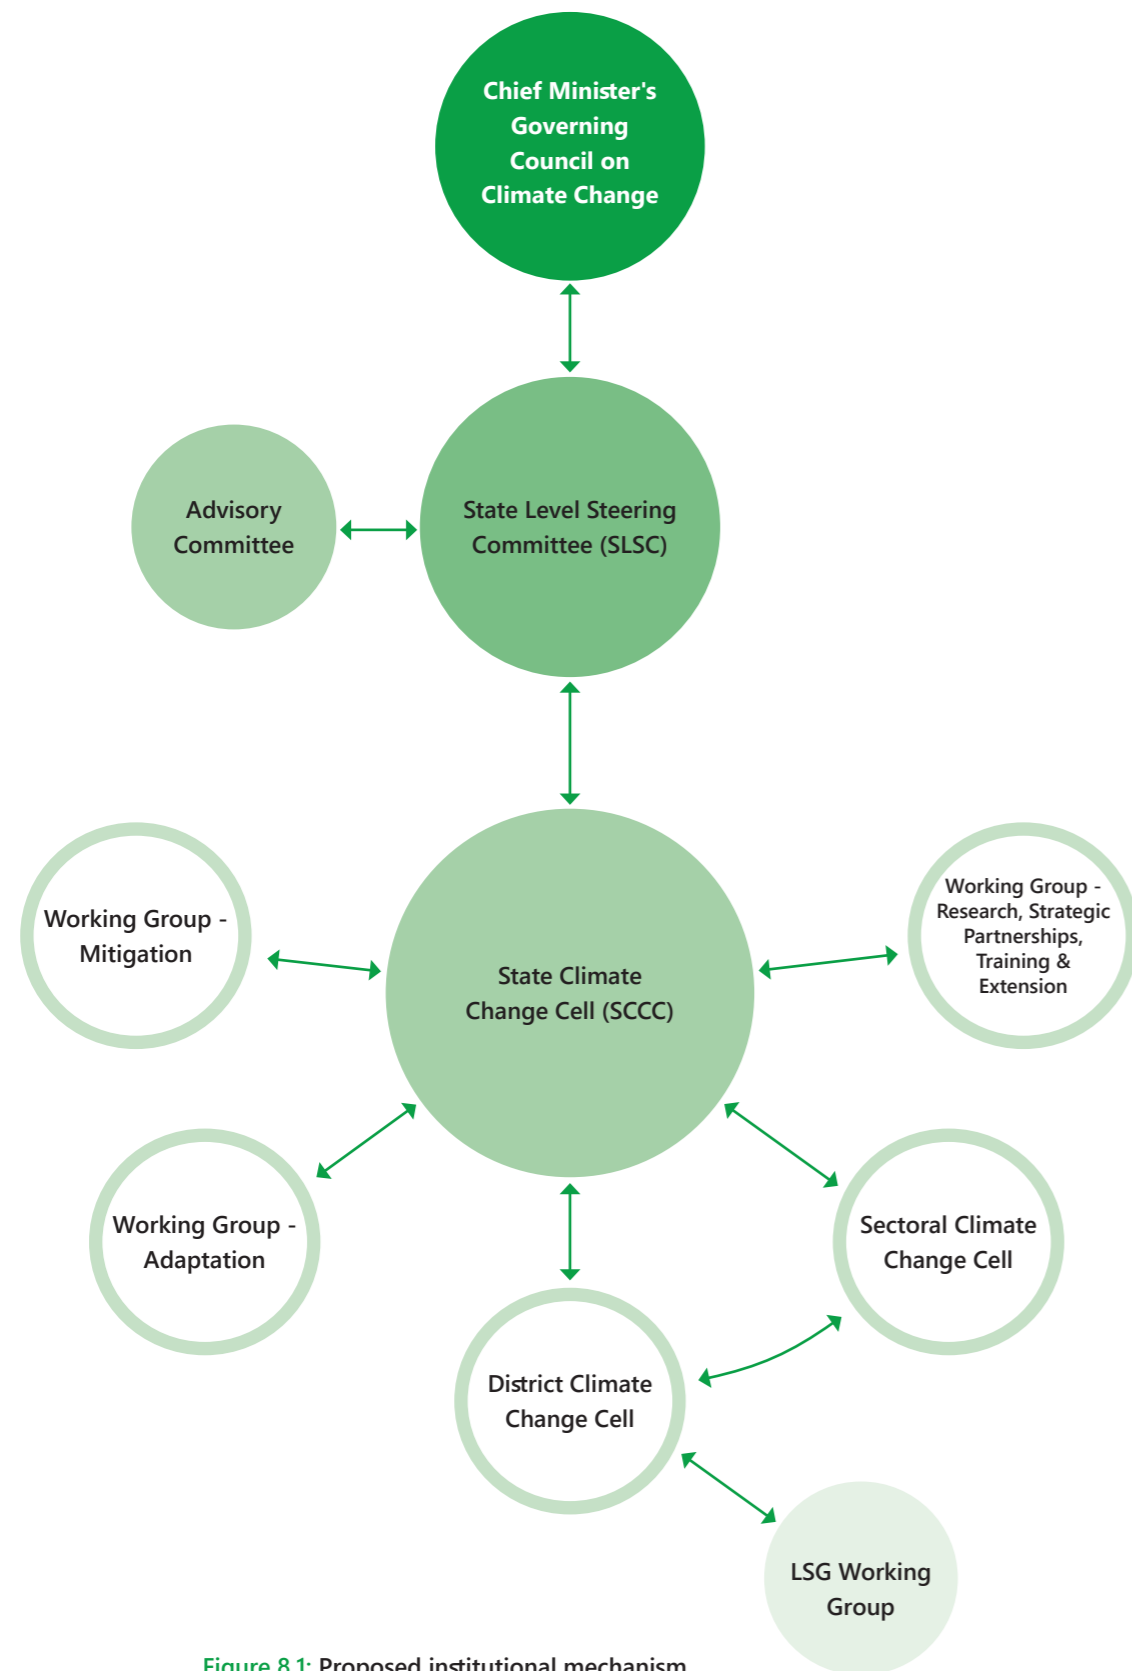 Chief Minister's
Governing
Council on
Climate Change
Advisory
Committee
State Level Steering
Committee (SLSC)
Working Group -
Mitigation
State Climate
Change Cell (SCCC)
Working Group -
Research, Strategic
Partnerships,
Training &
Extension
Working Group -
Adaptation
Sectoral Climate
Change Cell
District Climate
Change Cell
LSG Working
Group
Figure 8.1: Proposed institutional mechanism